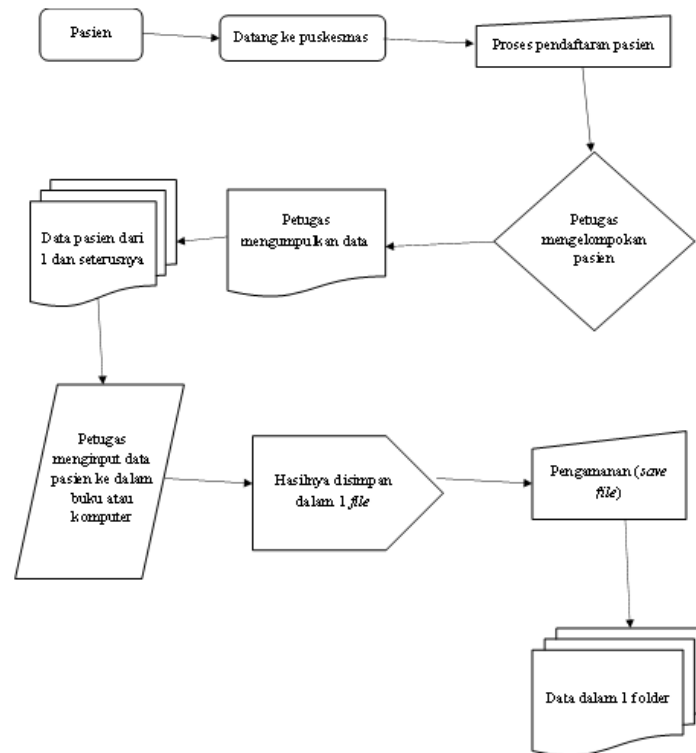 Pasien
Datang ke puskesmas
Proses pendaftaran pasien
Petugas
mengelompokan
pasien
Petugas
mengumpulkan data
Data pasien dari
1 dan seterusnya
Petugas
menginput data
pasien ke dalam
buku atau
komputer
Hasilnya disimpan
dalam 1 file
Pengamanan (save
file)
Data dalam 1 folder